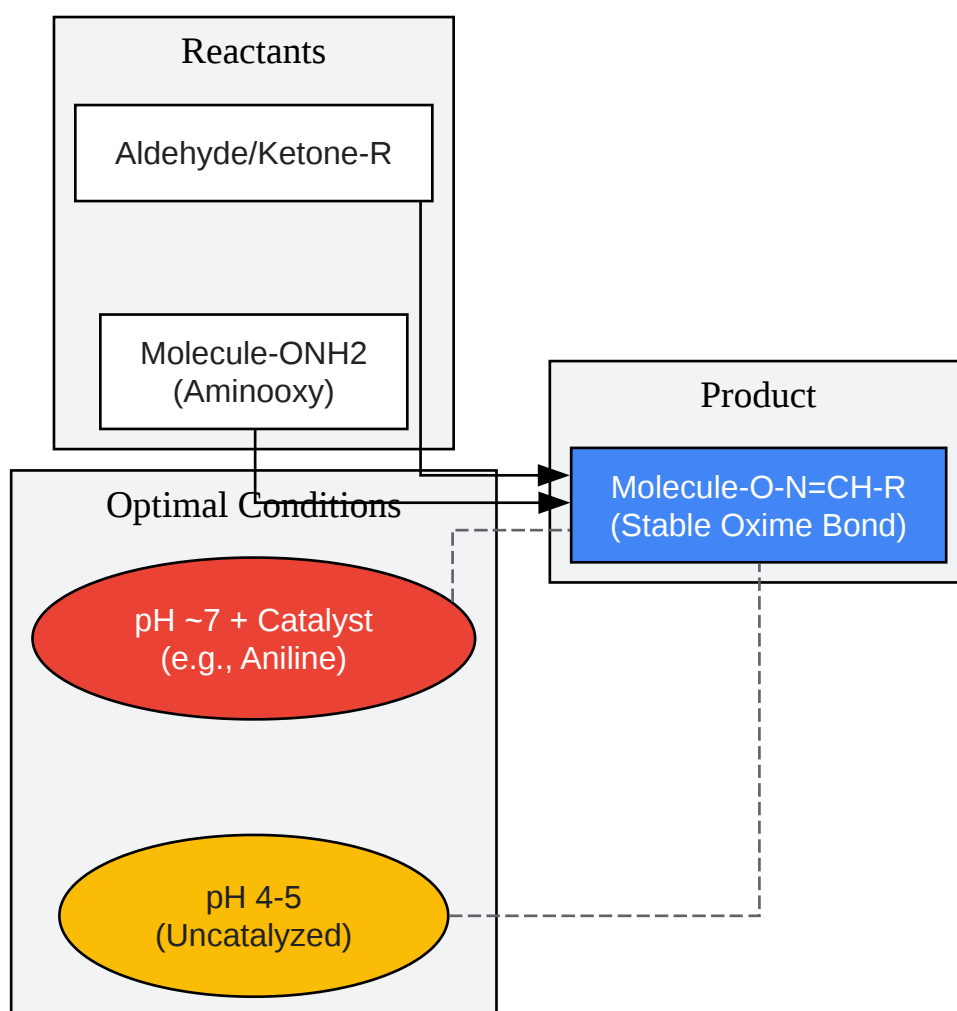 Reactants
Aldehyde/Ketone-R
Molecule-ONH2
(Aminooxy)
Product
Molecule-O-N=CH-R
(Stable Oxime Bond)
Optimal Conditions
pH ~7 + Catalyst
(e.g., Aniline)
pH 4-5
(Uncatalyzed)